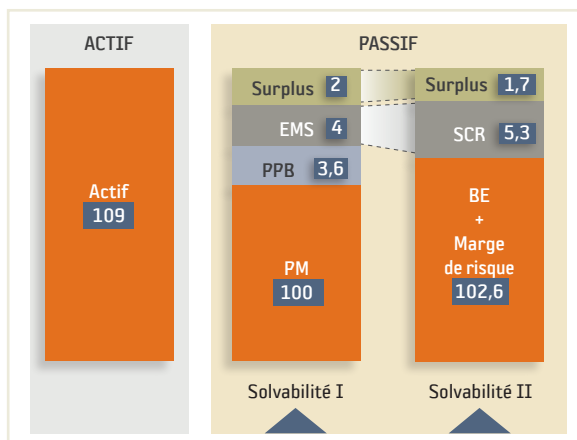 ACTIF
PASSIF
Actif
109
Surplus 2
EMS 4
PPB 3,6
PM
100
Surplus 1,7
SCR 5,3
BE
+
Marge
de risque
102,6
Solvabilité I
Solvabilité II